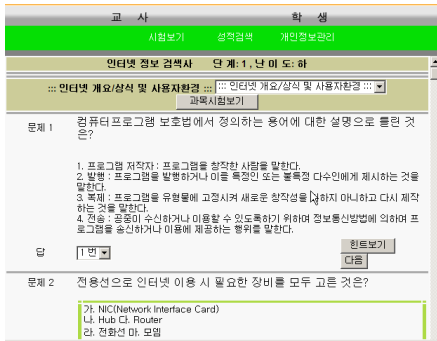 교 사 학 생
시험보기 성적검색 개인정보관리
인터넷 정보 검색사 단 계: 1 , 난 이 도: 하
::: 인터넷 개요/상식 및 사용자환경 ::: ::: 인터넷 개요/상식 및 사용자환경 :::
과목시험보기
문제 1 컴퓨터프로그램 보호법에서 정의하는 용어에 대한 설명으로 틀린 것
은?
1. 프로그램 저작자 : 프로그램을 창작한 사람을 말한다.
2. 발행 : 프로그램을 발행하거나 이를 특정인 또는 불특정 다수인에게 제시하는 것을
말한다.
3. 복제 : 프로그램을 유형물에 고정시켜 새로운 창작성을 더하지 아니하고 다시 제작
하는 것을 말한다.
4. 전송 : 공중이 수신하거나 이용할 수 있도록하기 위하며 정보통신방법에 의하며 프
로그램을 송신하거나 이용에 제공하는 행위를 말한다.
답 1 번 힌트보기
다음
문제 2 전용선으로 인터넷 이용 시 필요한 장비를 모두 고른 것은?
가. NIC(Network Interface Card)
나. Hub 다. Router
라. 전화선 마. 모뎀